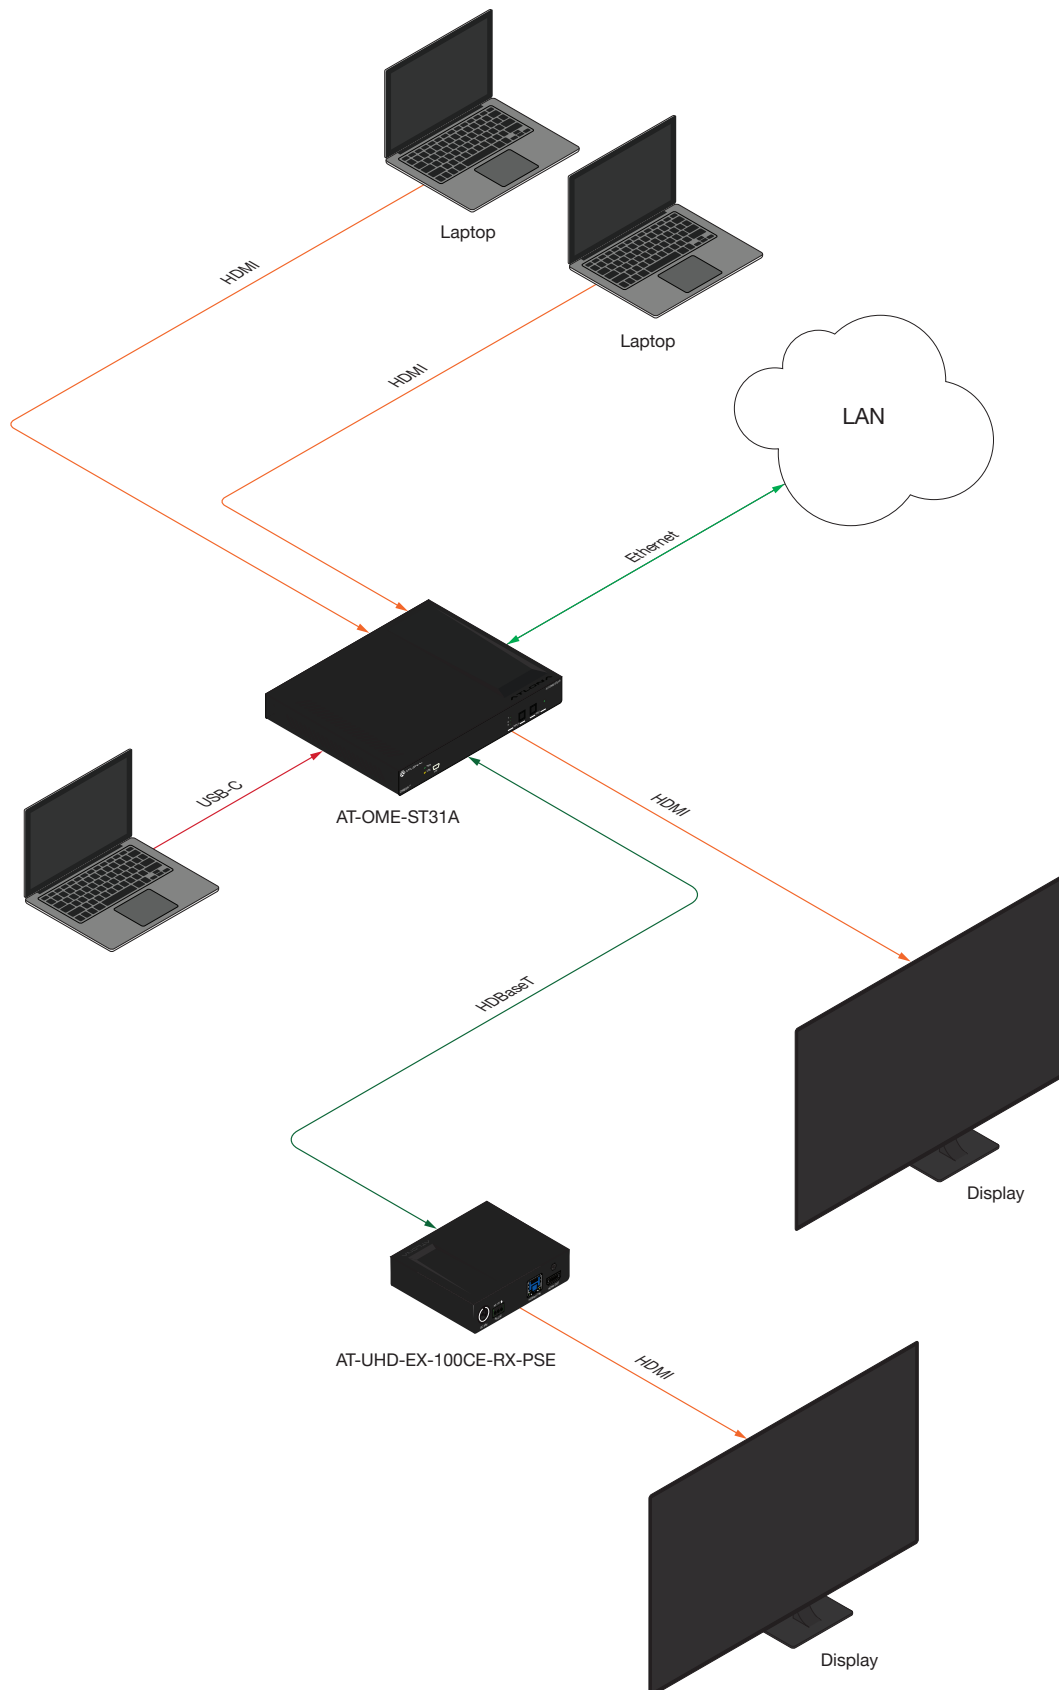 Laptop
HDMI
Laptop
HDMI
LAN
Ethernet
USB-C
AT-OME-ST31A
HDMI
HDBaseT
Display
AT-UHD-EX-100CE-RX-PSE
HDMI
Display